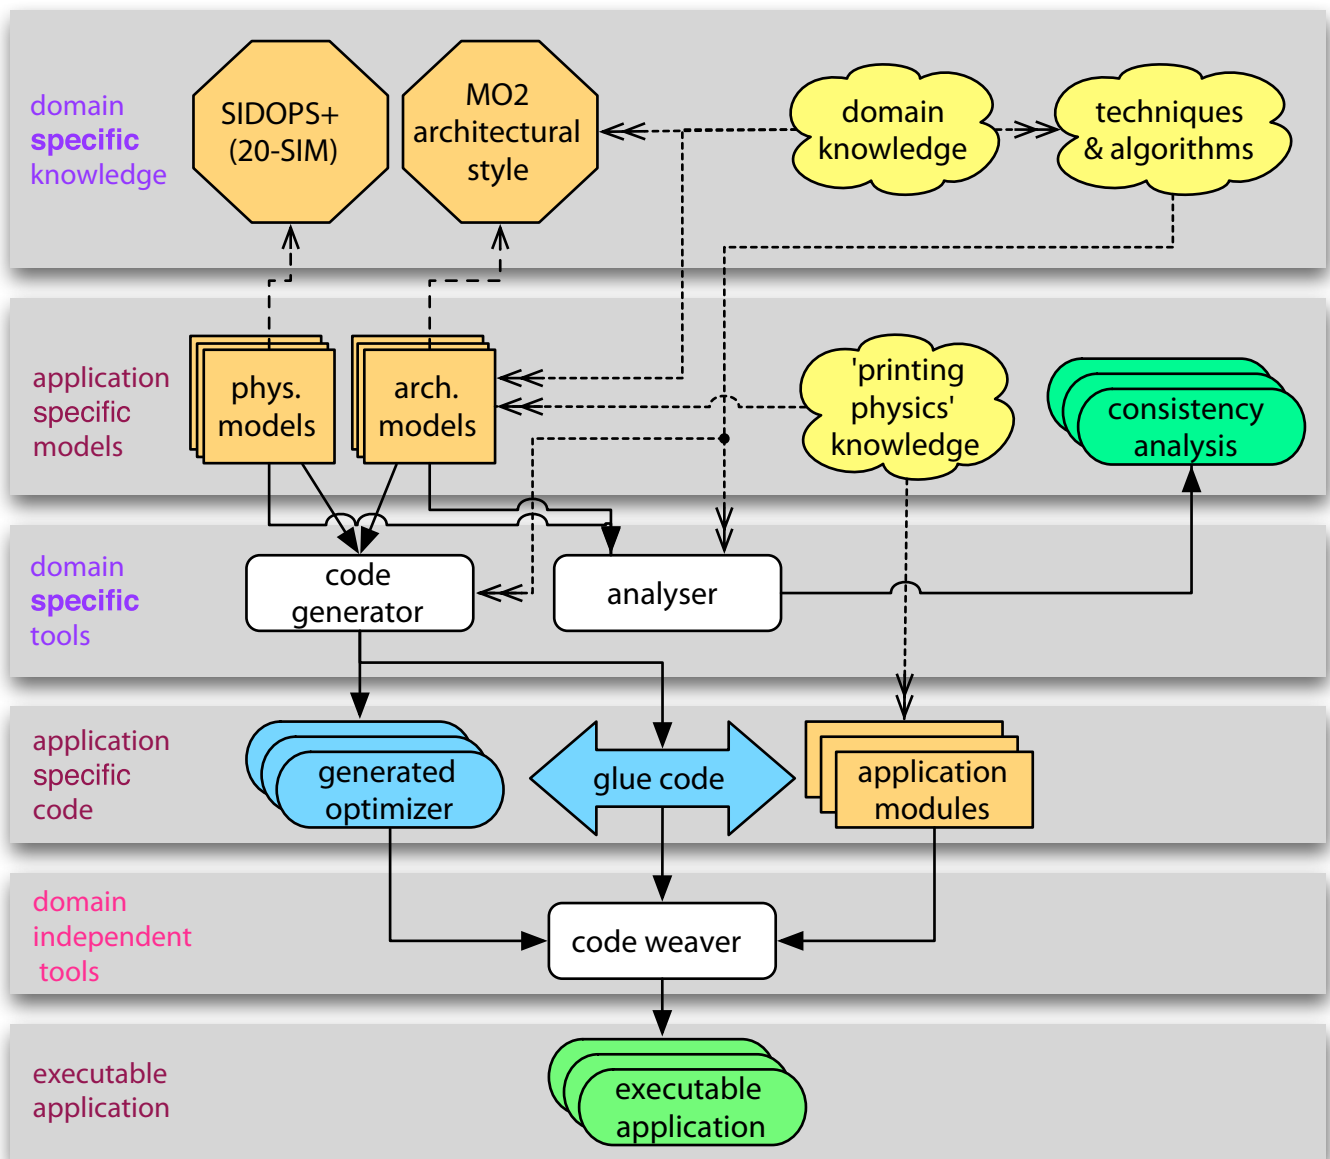 domain
specific
knowledge
SIDOPS+
(20-SIM)
MO2
architectural
style
domain
knowledge
techniques
& algorithms
application
specific
models
phys.
models
arch.
models
'printing
physics'
knowledge
consistency
analysis
domain
specific
tools
code
generator
analyser
application
specific
code
generated
optimizer
glue code
application
modules
domain
independent
tools
code weaver
executable
application
executable
application